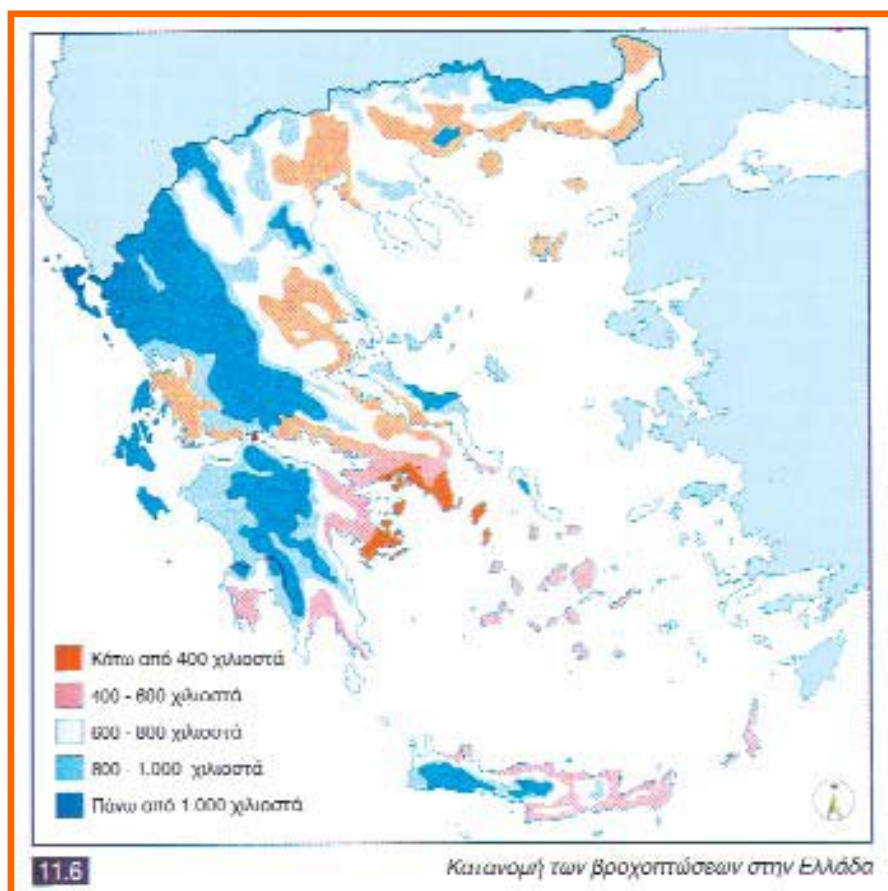 Κάτω από 400 χιλιοστά
400 - 600 χιλιοστά
600 - 800 χιλιοστά
800 - 1.000 χιλιοστά
Πάνω από 1.000 χιλιοστά
11.6
Κατανομή των βροχοπτώσεων στην Ελλάδα